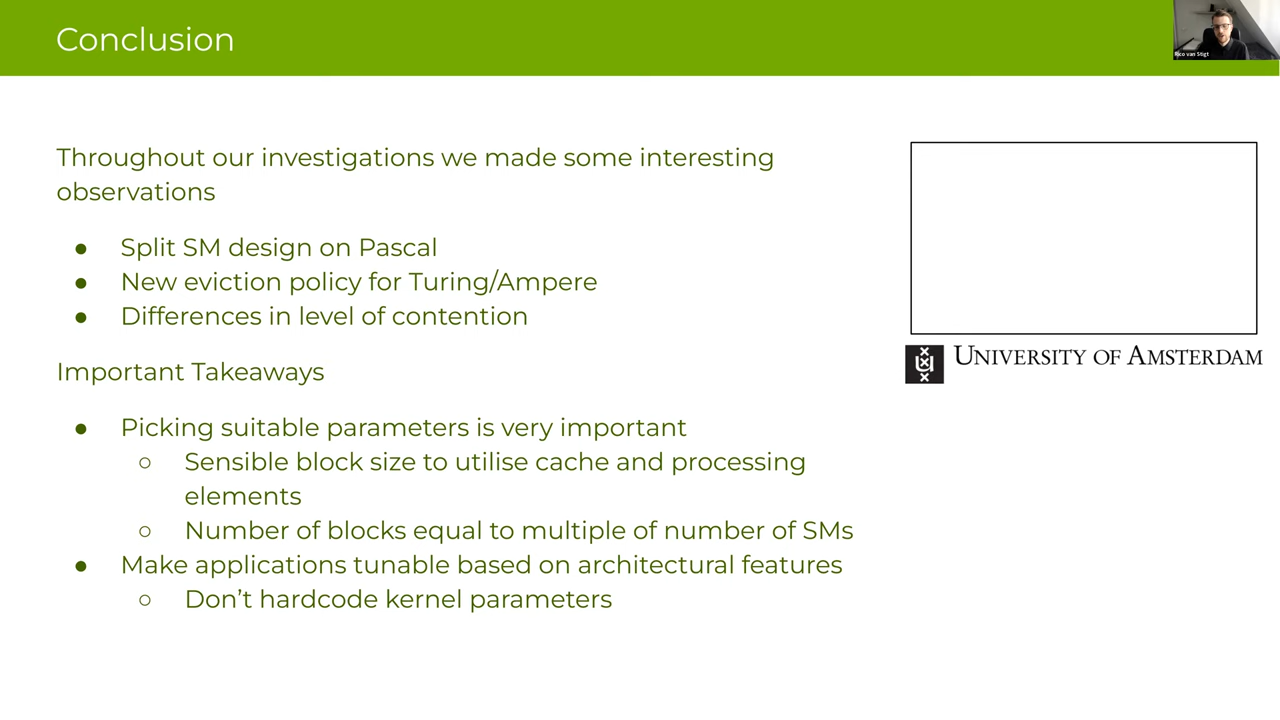 Conclusion
Rico van Stigt
Throughout our investigations we made some interesting
observations
● Split SM design on Pascal
● New eviction policy for Turing/Ampere
● Differences in level of contention
Important Takeaways
● Picking suitable parameters is very important
○ Sensible block size to utilise cache and processing
elements
○ Number of blocks equal to multiple of number of SMs
● Make applications tunable based on architectural features
○ Don’t hardcode kernel parameters
UNIVERSITY OF AMSTERDAM